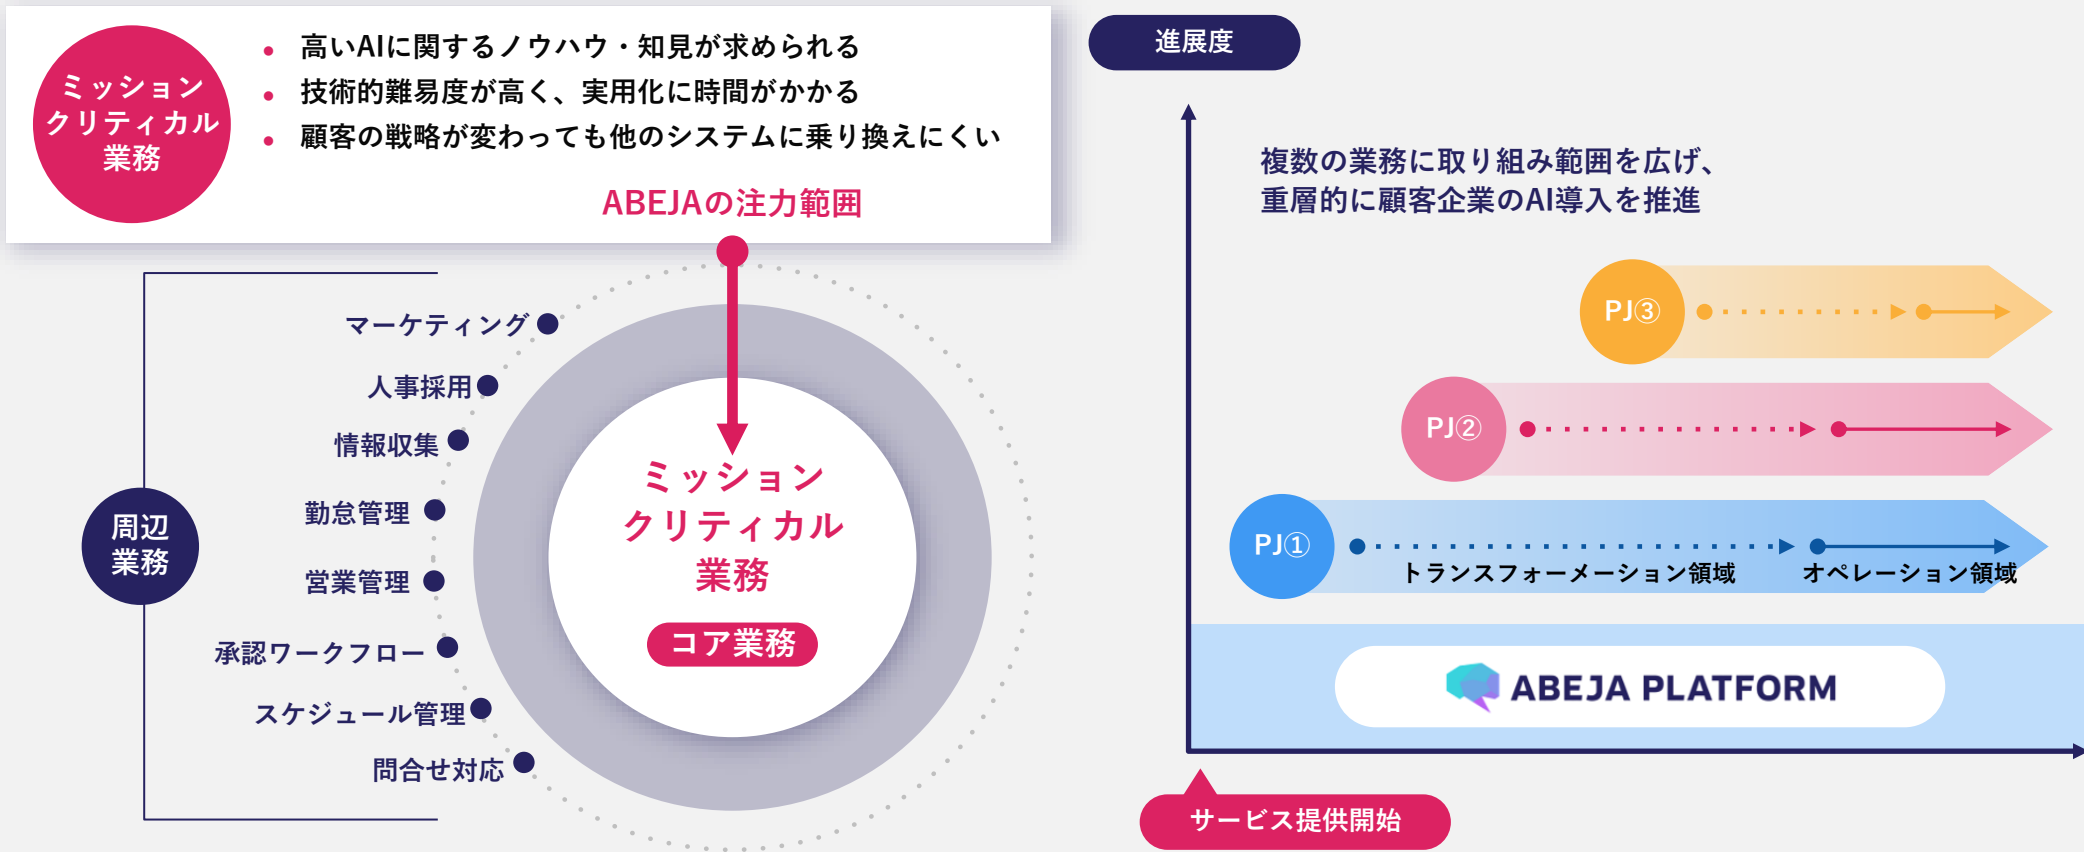 ミッション
クリティカル
業務
高いAIに関するノウハウ・知見が求められる
技術的難易度が高く、実用化に時間がかかる
顧客の戦略が変わっても他のシステムに乗り換えにくい
ABEJAの注力範囲
周辺
業務
マーケティング
人事採用
情報収集
勤怠管理
営業管理
承認ワークフロー
スケジュール管理
問合せ対応
ミッション
クリティカル
業務
コア業務
進展度
複数の業務に取り組み範囲を広げ、
重層的に顧客企業のAI導入を推進
PJ③
PJ②
PJ①
トランスフォーメーション領域
オペレーション領域
ABEJA PLATFORM
サービス提供開始